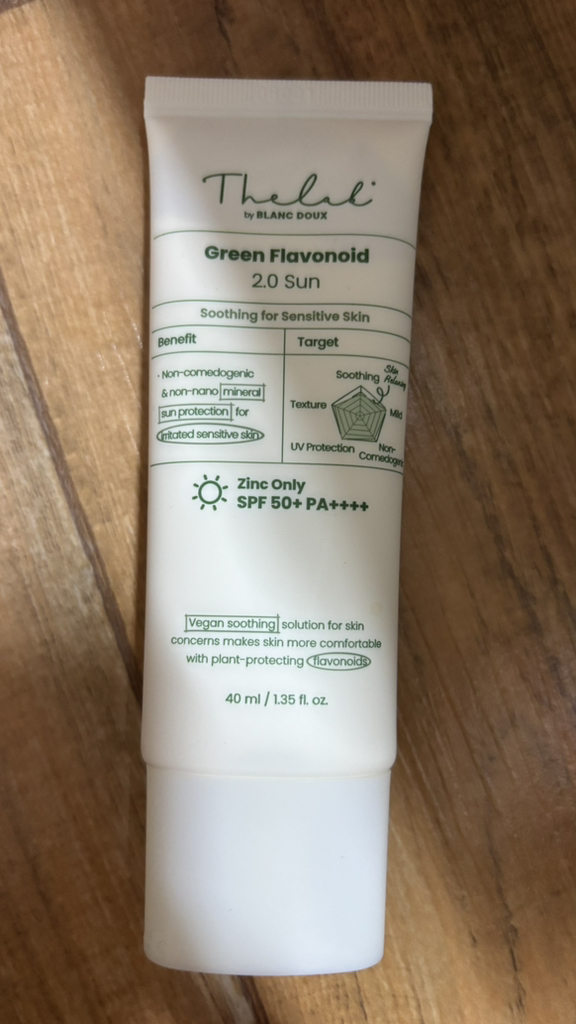 Thelab
by BLANC DOUX
Green Flavonoid
2.0 Sun
Soothing for Sensitive Skin
Benefit
Target
· Non-comedogenic
& non-nano mineral
sun protection for
irritated sensitive skin
Skin
Relaxing
Soothing
Texture
Mild
UV Protection
Non-
Comedogenic
Zinc Only
SPF 50+ PA++++
Vegan soothing solution for skin
concerns makes skin more comfortable
with plant-protecting flavonoids
40 ml / 1.35 fl. oz.